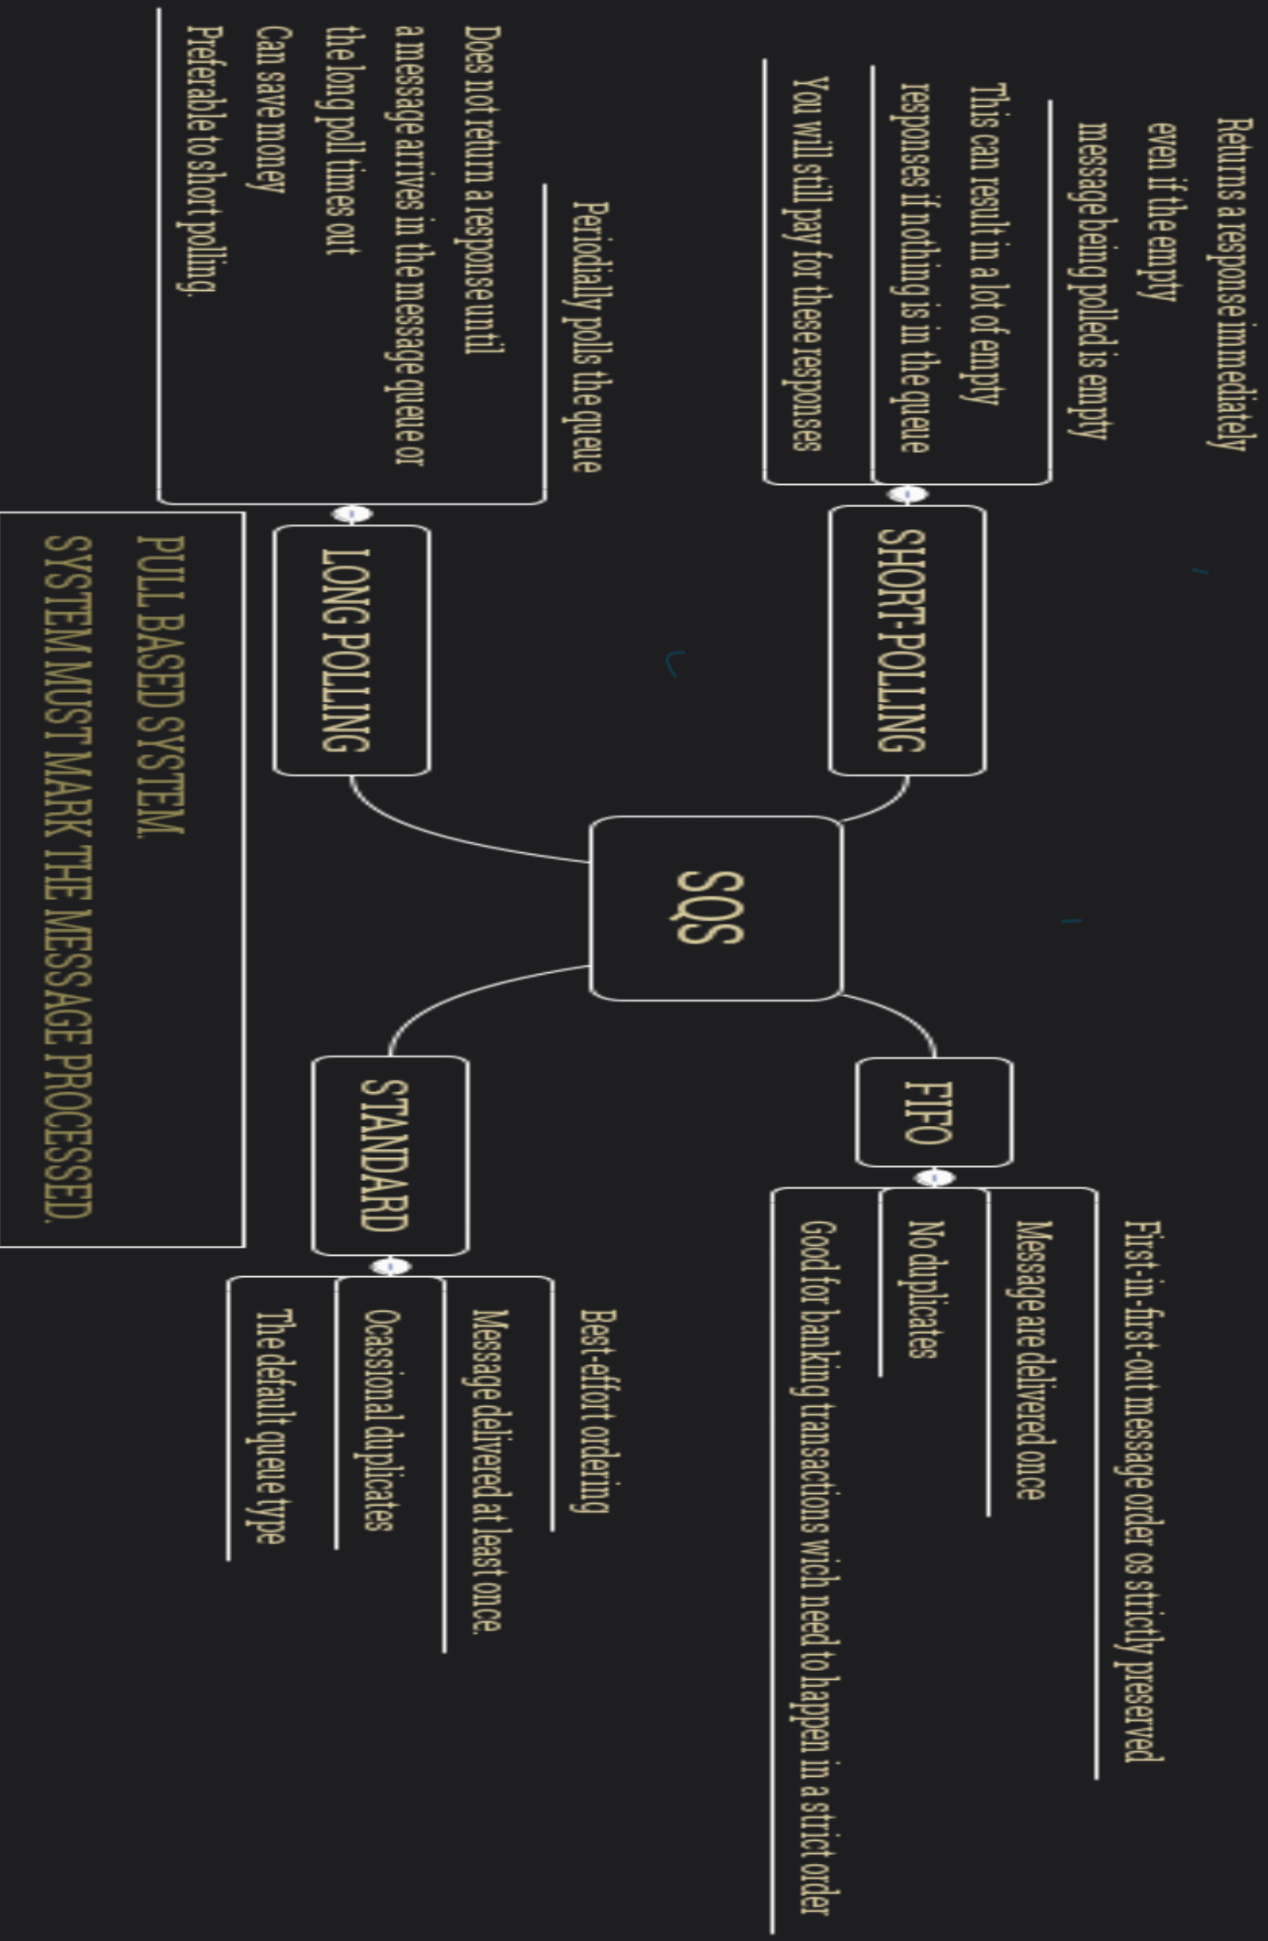 Returns a response immediately
even if the empty
message being polled is empty
This can result in a lot of empty
responses if nothing is in the queue
You will still pay for these responses
SHORT-POLLING
Periodially polls the queue
Does not return a response until
a message arrives in the message queue or
the long poll times out
Can save money
Preferable to short polling.
LONG POLLING
SQS
FIFO
First-in-first-out message order os strictly preserved
Message are delivered once
No duplicates
Good for banking transactions wich need to happen in a strict order
STANDARD
Best-effort ordering
Message delivered at least once.
Ocassional duplicates
The default queue type
PULL BASED SYSTEM.
SYSTEM MUST MARK THE MESSAGE PROCESSED.